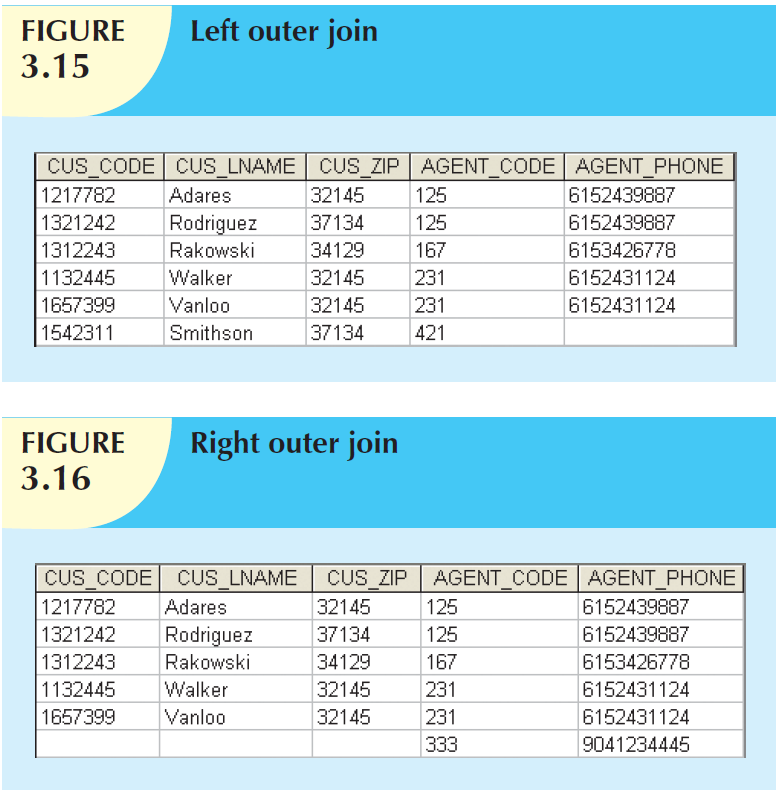 FIGURE Left outer join
3.15
CUS_CODE CUS_LNAME CUS_ZIP AGENT_CODE AGENT_PHONE
1217782 Adares 32145 125 6152439887
1321242 Rodriguez 37134 125 6152439887
1312243 Rakowski 34129 167 6153426778
1132445 Walker 32145 231 6152431124
1657399 Vanloo 32145 231 6152431124
1542311 Smithson 37134 421
FIGURE Right outer join
3.16
CUS_CODE CUS_LNAME CUS_ZIP AGENT_CODE AGENT_PHONE
1217782 Adares 32145 125 6152439887
1321242 Rodriguez 37134 125 6152439887
1312243 Rakowski 34129 167 6153426778
1132445 Walker 32145 231 6152431124
1657399 Vanloo 32145 231 6152431124
333 9041234445